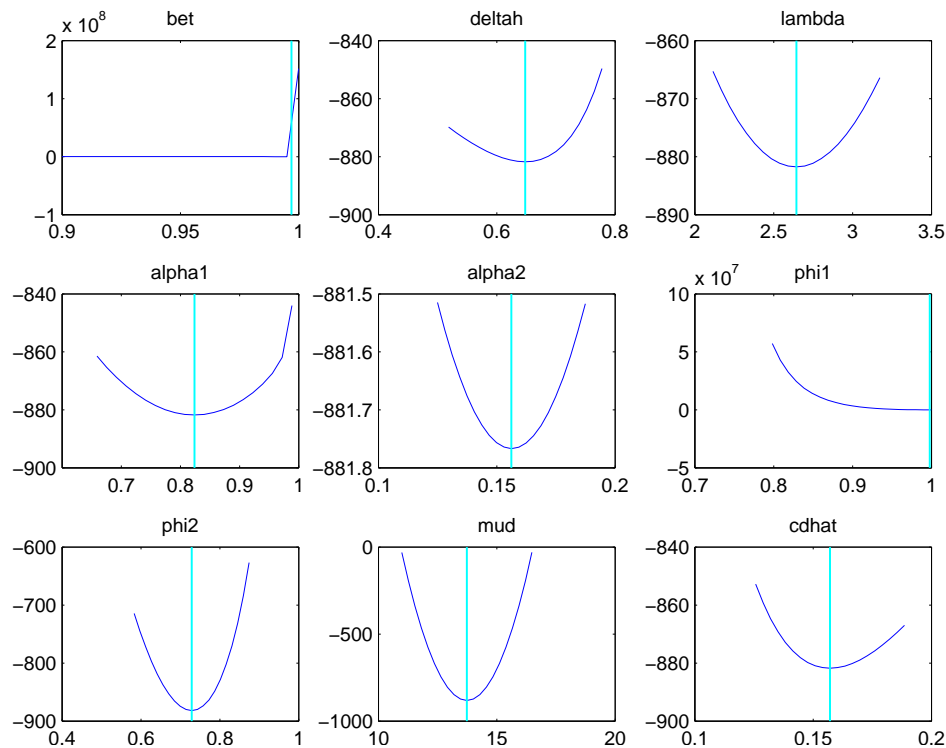 bet
x 10^8
2
1
0
−1
0.9 0.95 1
deltah
−840
−860
−880
−900
0.4 0.6 0.8
lambda
−860
−870
−880
−890
2 2.5 3 3.5
alpha1
−840
−860
−880
−900
0.7 0.8 0.9 1
alpha2
−881.5
−881.6
−881.7
−881.8
0.1 0.15 0.2
phi1
x 10^7
10
5
0
−5
0.7 0.8 0.9 1
phi2
−600
−700
−800
−900
0.4 0.6 0.8 1
mud
0
−500
−1000
10 15 20
cdhat
−840
−860
−880
−900
0.1 0.15 0.2